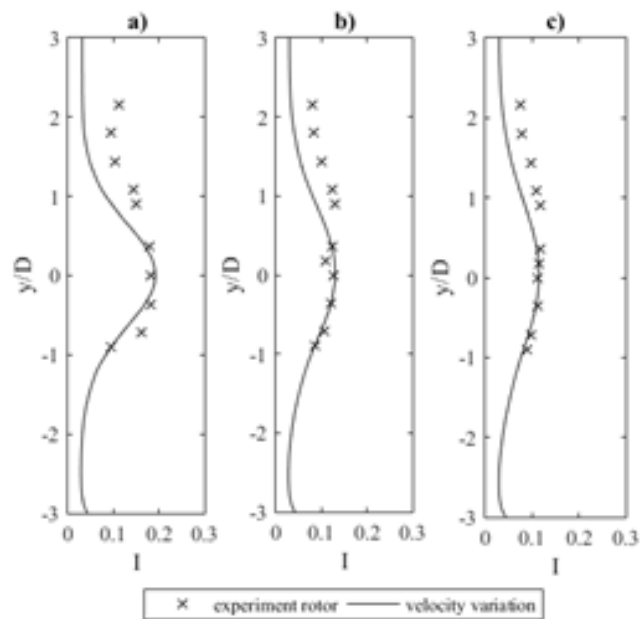 a) b) c)
3 3 3
2 2 2
1 1 1
y/D 0 y/D 0 y/D 0
-1 -1 -1
-2 -2 -2
-3 -3 -3
0 0.1 0.2 0.3 0 0.1 0.2 0.3 0 0.1 0.2 0.3
I I I
experiment rotor velocity variation